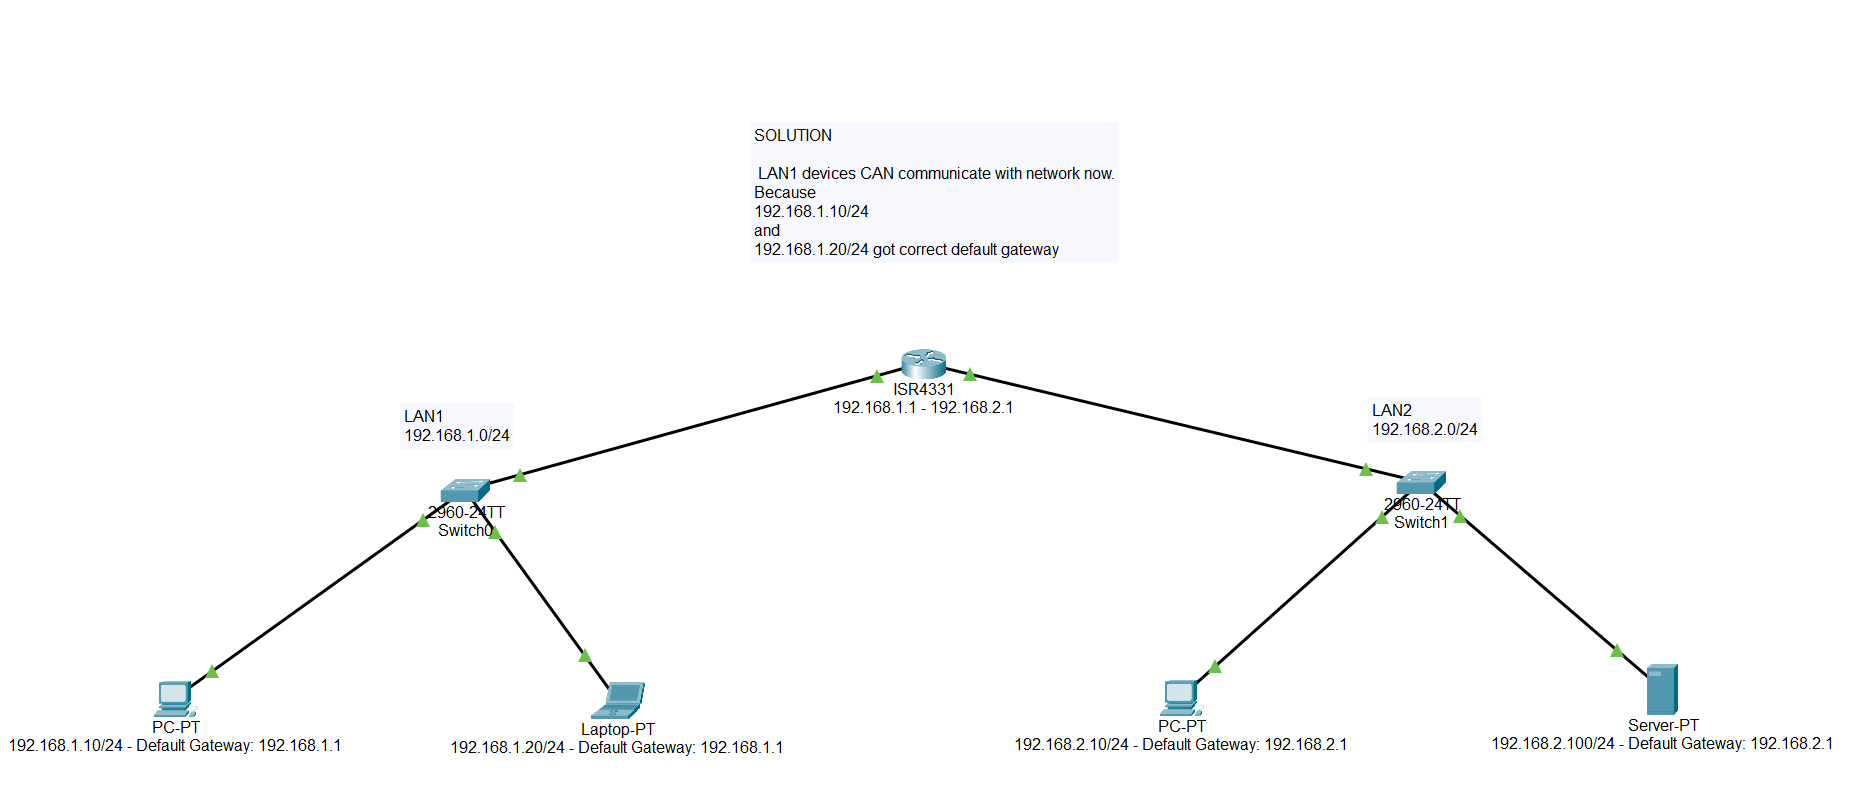 SOLUTION
LAN1 devices CAN communicate with network now.
Because
192.168.1.10/24
and
192.168.1.20/24 got correct default gateway
ISR4331
192.168.1.1 - 192.168.2.1
LAN1
192.168.1.0/24
LAN2
192.168.2.0/24
2960-24TT
Switch0
2960-24TT
Switch1
PC-PT
192.168.1.10/24 - Default Gateway: 192.168.1.1
Laptop-PT
192.168.1.20/24 - Default Gateway: 192.168.1.1
PC-PT
192.168.2.10/24 - Default Gateway: 192.168.2.1
Server-PT
192.168.2.100/24 - Default Gateway: 192.168.2.1